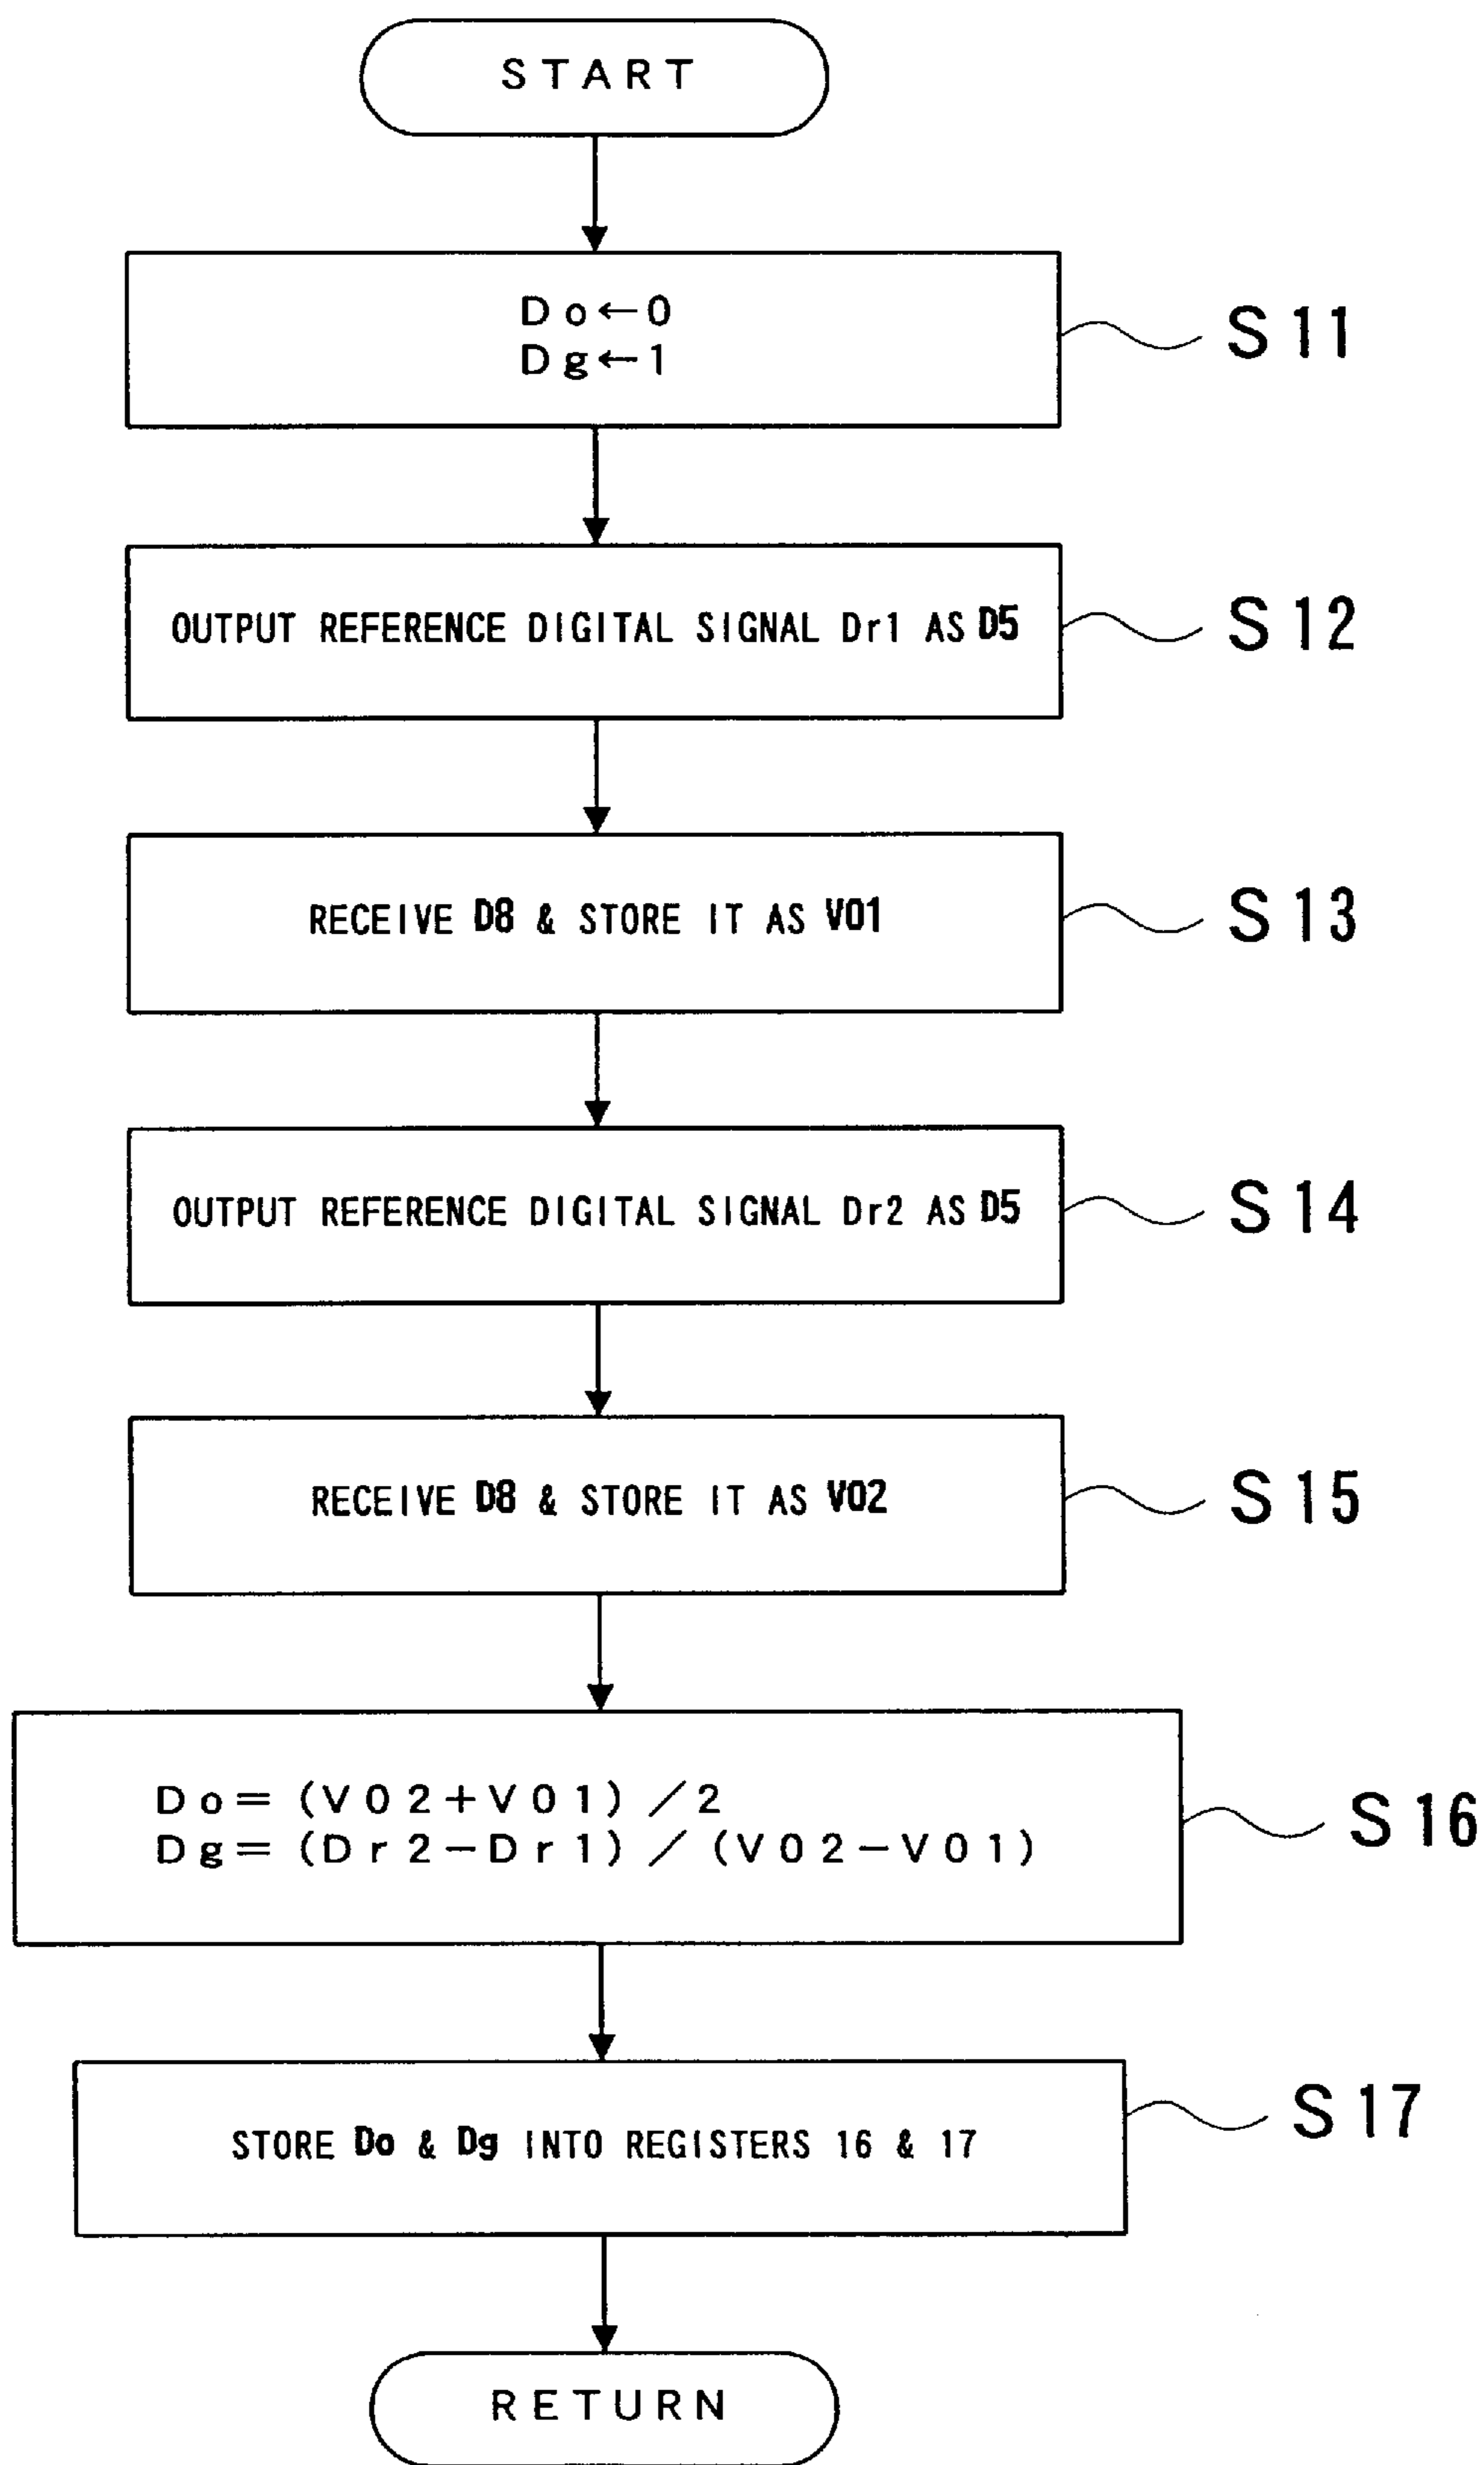 START
Do←0
Dg←1
S11
OUTPUT REFERENCE DIGITAL SIGNAL Dr1 AS D5
S12
RECEIVE D8 & STORE IT AS V01
S13
OUTPUT REFERENCE DIGITAL SIGNAL Dr2 AS D5
S14
RECEIVE D8 & STORE IT AS V02
S15
Do=(V02+V01)/2
Dg=(Dr2-Dr1)/(V02-V01)
S16
STORE Do & Dg INTO REGISTERS 16 & 17
S17
RETURN